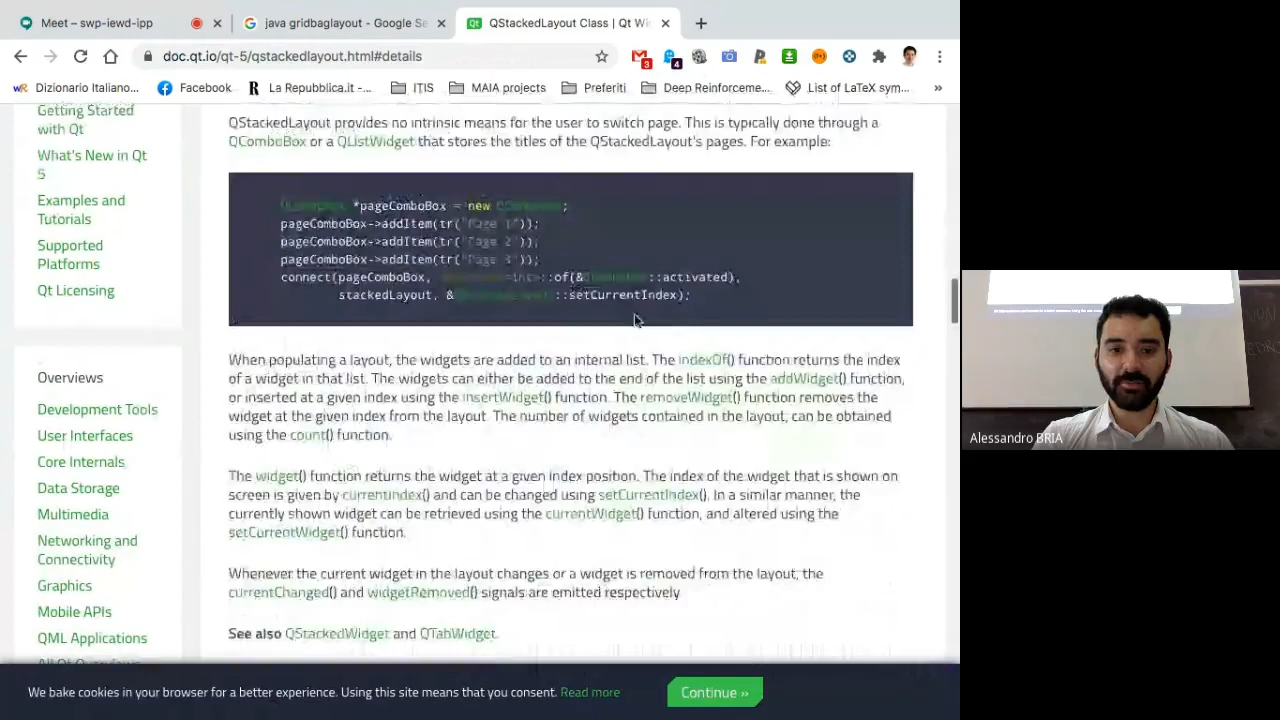 Meet – swp-iewd-ipp
java gridbaglayout - Google Se
QStackedLayout Class | Qt Wi
doc.qt.io/qt-5/qstackedlayout.html#details
3
4
Dizionario Italiano...
Facebook
La Repubblica.it -...
ITIS
MAIA projects
Preferiti
Deep Reinforceme...
List of LaTeX sym...
»
Getting Started
with Qt
What's New in Qt
5
Examples and
Tutorials
Supported
Platforms
Qt Licensing
Overviews
Development Tools
User Interfaces
Core Internals
Data Storage
Multimedia
Networking and
Connectivity
Graphics
Mobile APIs
QML Applications
All Qt Overviews
QStackedLayout provides no intrinsic means for the user to switch page. This is typically done through a
QComboBox or a QListWidget that stores the titles of the QStackedLayout's pages. For example:
*pageComboBox = new ;
pageComboBox->addItem(tr("Page 1"));
pageComboBox->addItem(tr("Page 2"));
pageComboBox->addItem(tr("Page 3"));
connect(pageComboBox, ::of(& ::activated),
stackedLayout, & ::setCurrentIndex);
When populating a layout, the widgets are added to an internal list. The indexOf() function returns the index
of a widget in that list. The widgets can either be added to the end of the list using the addWidget() function,
or inserted at a given index using the insertWidget() function. The removeWidget() function removes the
widget at the given index from the layout. The number of widgets contained in the layout, can be obtained
using the count() function.
The widget() function returns the widget at a given index position. The index of the widget that is shown on
screen is given by currentIndex() and can be changed using setCurrentIndex(). In a similar manner, the
currently shown widget can be retrieved using the currentWidget() function, and altered using the
setCurrentWidget() function.
Whenever the current widget in the layout changes or a widget is removed from the layout, the
currentChanged() and widgetRemoved() signals are emitted respectively.
See also QStackedWidget and QTabWidget.
We bake cookies in your browser for a better experience. Using this site means that you consent. Read more
Continue »
Alessandro BRIA